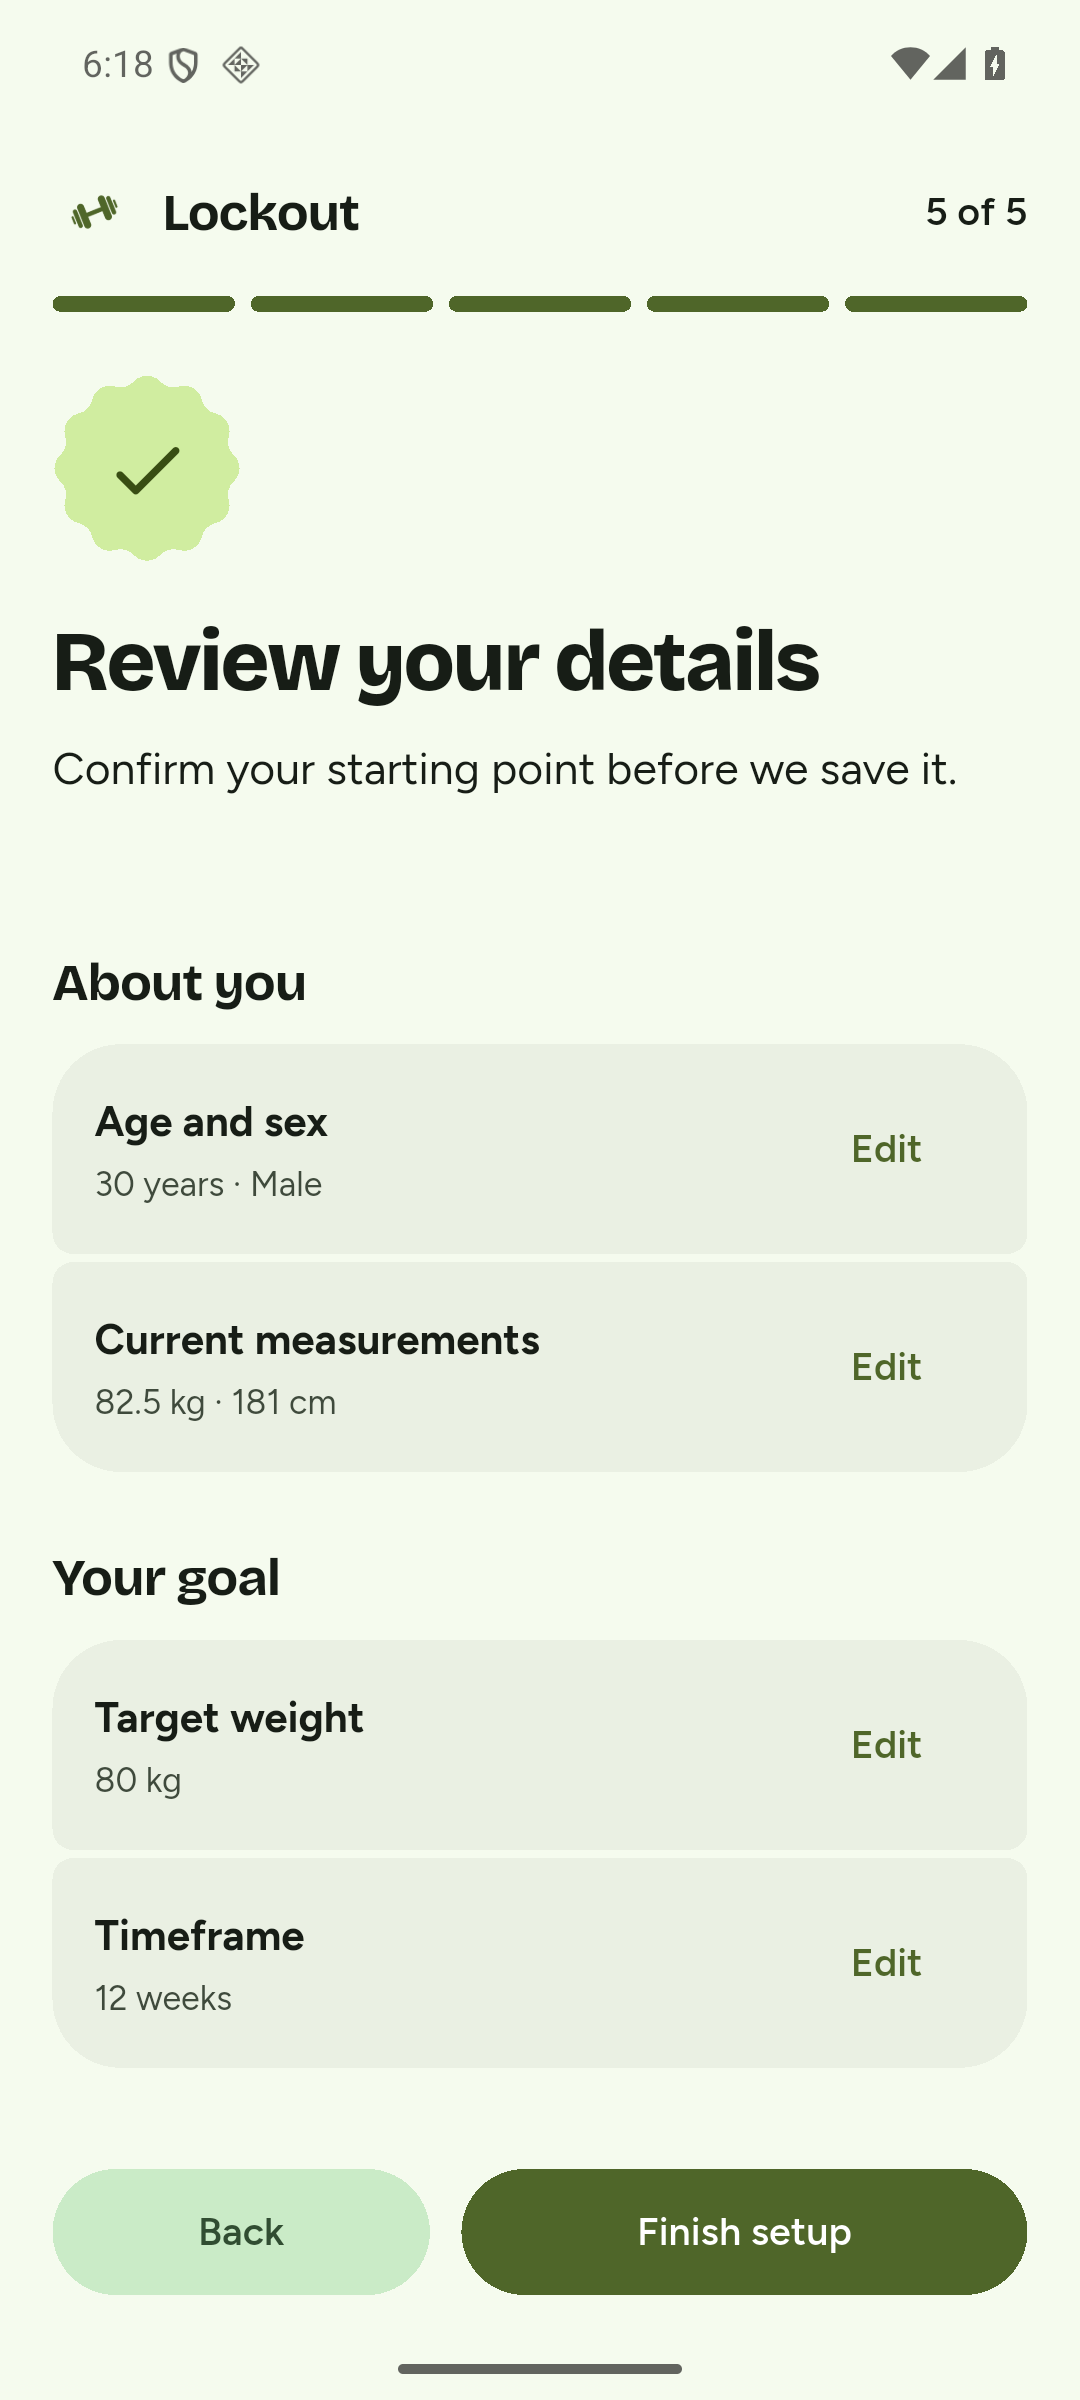 6:18
Lockout
5 of 5
Review your details
Confirm your starting point before we save it.
About you
Age and sex
30 years · Male
Edit
Current measurements
82.5 kg · 181 cm
Edit
Your goal
Target weight
80 kg
Edit
Timeframe
12 weeks
Edit
Back
Finish setup